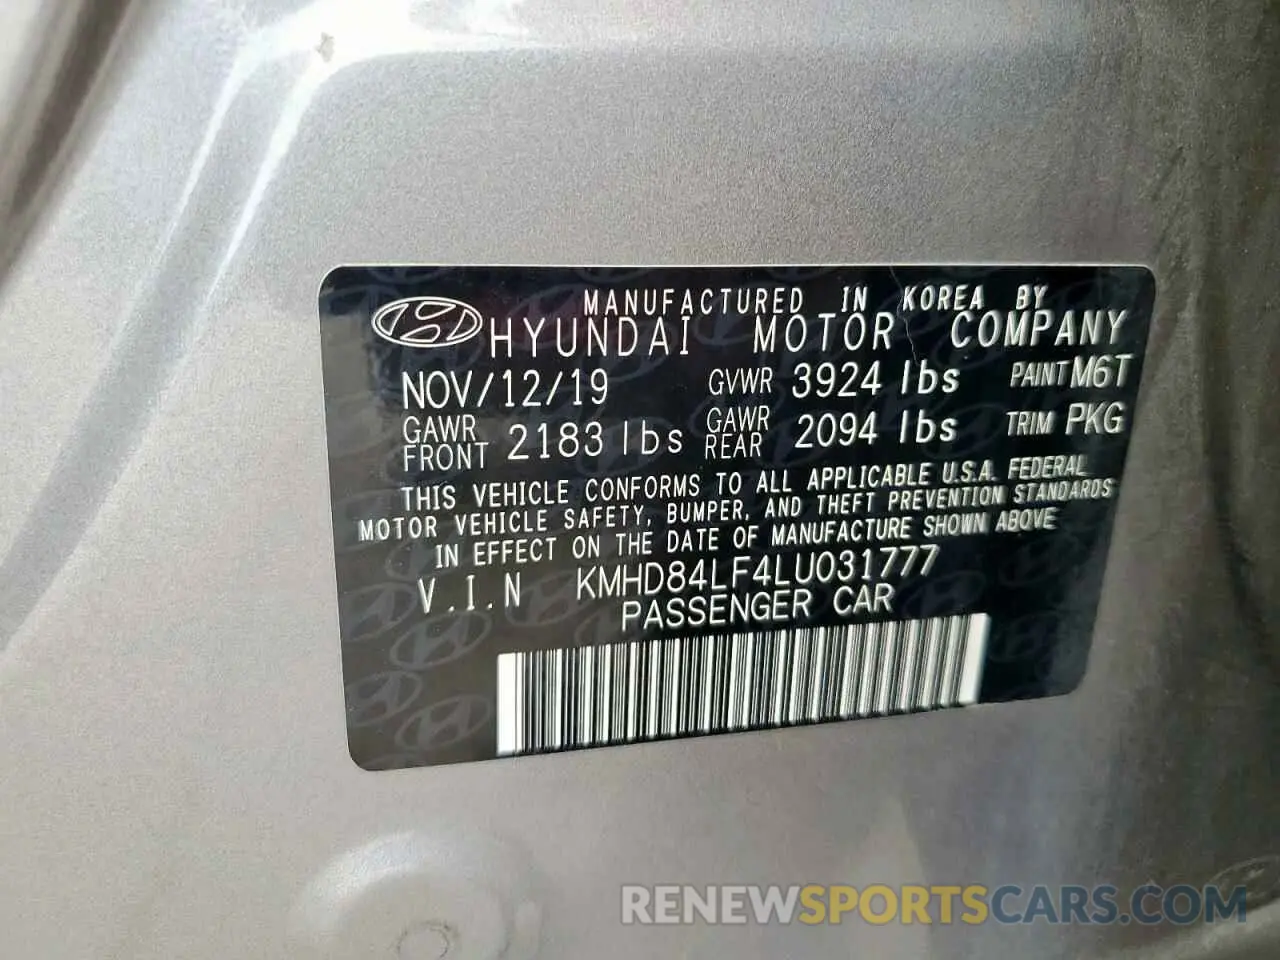 MANUFACTURED IN KOREA BY
HYUNDAI MOTOR COMPANY
NOV/12/19 GVWR 3924 lbs PAINT M6T
GAWR FRONT 2183 lbs GAWR REAR 2094 lbs TRIM PKG
THIS VEHICLE CONFORMS TO ALL APPLICABLE U.S.A. FEDERAL
MOTOR VEHICLE SAFETY, BUMPER, AND THEFT PREVENTION STANDARDS
IN EFFECT ON THE DATE OF MANUFACTURE SHOWN ABOVE
V.I.N KMHD84LF4LU031777
PASSENGER CAR
RENEWSPORTSCARS.COM